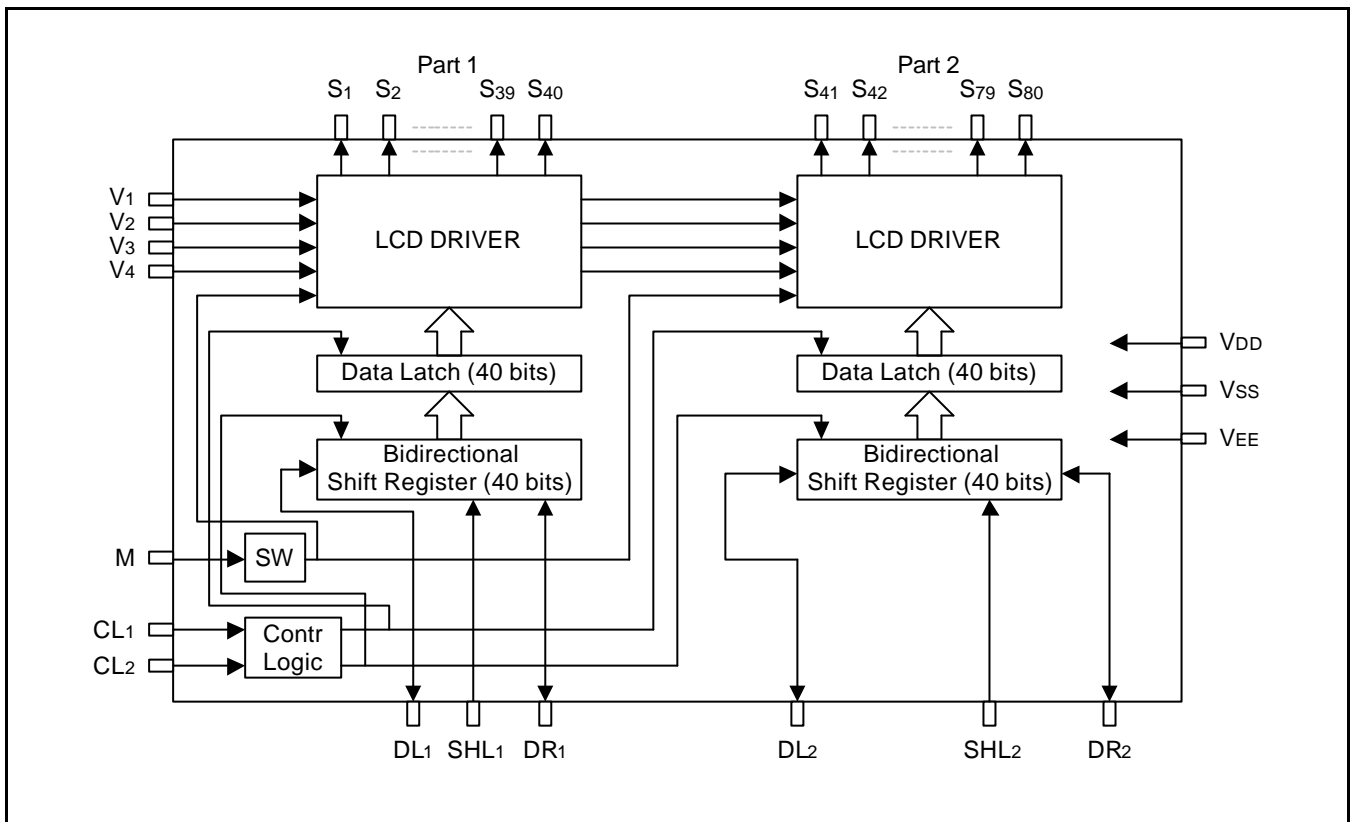 Part 1
Part 2
S1 S2 S39 S40
S41 S42 S79 S80
V1
V2
V3
V4
LCD DRIVER
LCD DRIVER
Data Latch (40 bits)
Data Latch (40 bits)
VDD
VSS
VEE
Bidirectional
Shift Register (40 bits)
Bidirectional
Shift Register (40 bits)
M
SW
CL1
CL2
Contr
Logic
DL1 SHL1 DR1
DL2 SHL2 DR2